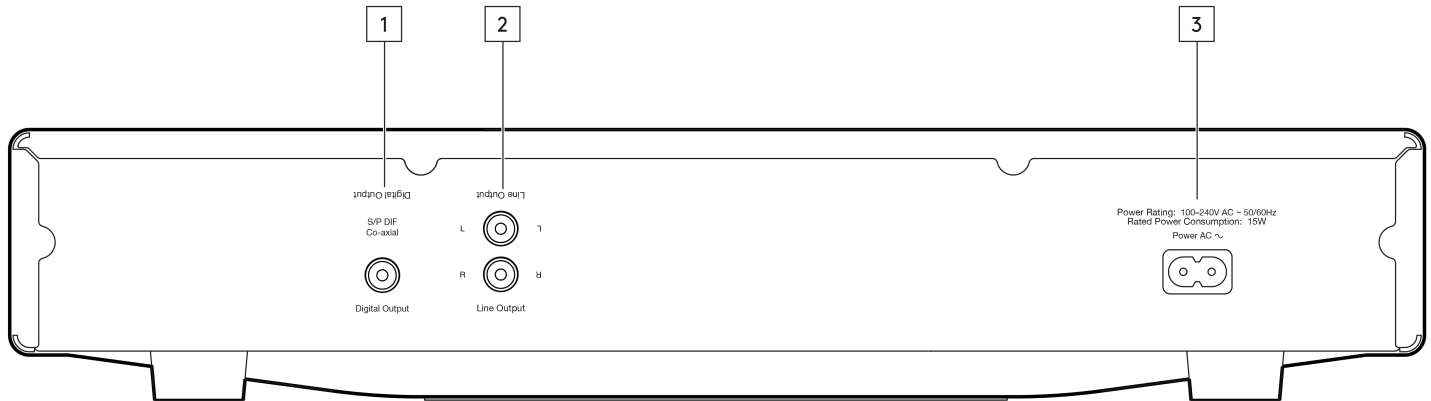 1
2
3
Digital Output
Line Output
S/P DIF
Co-axial
L
L
R
R
Digital Output
Line Output
Power Rating: 100–240V AC ~ 50/60Hz
Rated Power Consumption: 15W
Power AC ~